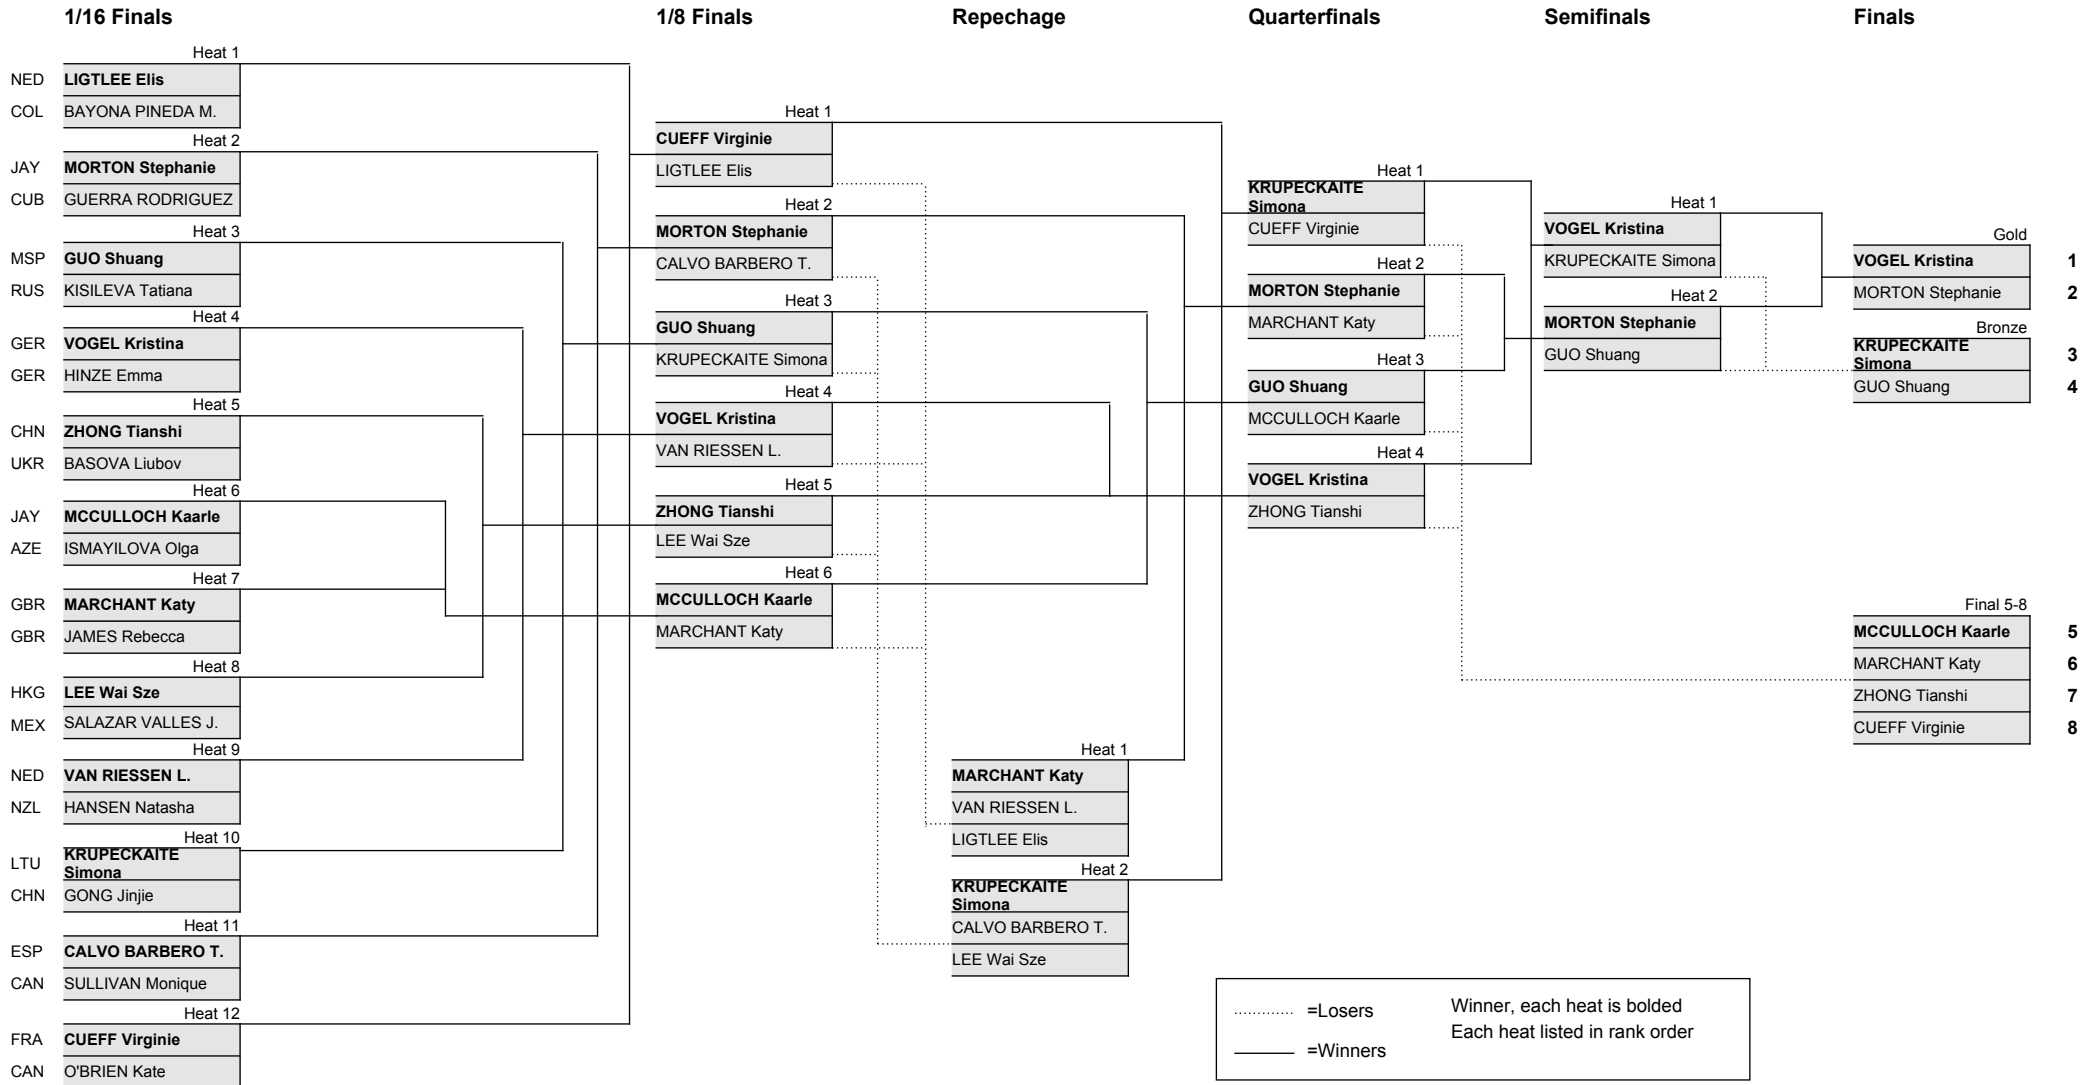 1/16 Finals
1/8 Finals
Repechage
Quarterfinals
Semifinals
Finals
Heat 1
NED LIGTLEE Elis
COL BAYONA PINEDA M.
Heat 2
JAY MORTON Stephanie
CUB GUERRA RODRIGUEZ
Heat 3
MSP GUO Shuang
RUS KISILEVA Tatiana
Heat 4
GER VOGEL Kristina
GER HINZE Emma
Heat 5
CHN ZHONG Tianshi
UKR BASOVA Liubov
Heat 6
JAY MCCULLOCH Kaarle
AZE ISMAYILOVA Olga
Heat 7
GBR MARCHANT Katy
GBR JAMES Rebecca
Heat 8
HKG LEE Wai Sze
MEX SALAZAR VALLES J.
Heat 9
NED VAN RIESSEN L.
NZL HANSEN Natasha
Heat 10
LTU KRUPECKAITE
Simona
CHN GONG Jinjie
Heat 11
ESP CALVO BARBERO T.
CAN SULLIVAN Monique
Heat 12
FRA CUEFF Virginie
CAN O'BRIEN Kate
Heat 1
CUEFF Virginie
LIGTLEE Elis
Heat 2
MORTON Stephanie
CALVO BARBERO T.
Heat 3
GUO Shuang
KRUPECKAITE Simona
Heat 4
VOGEL Kristina
VAN RIESSEN L.
Heat 5
ZHONG Tianshi
LEE Wai Sze
Heat 6
MCCULLOCH Kaarle
MARCHANT Katy
Heat 1
MARCHANT Katy
VAN RIESSEN L.
LIGTLEE Elis
Heat 2
KRUPECKAITE
Simona
CALVO BARBERO T.
LEE Wai Sze
Heat 1
KRUPECKAITE
Simona
CUEFF Virginie
Heat 2
MORTON Stephanie
MARCHANT Katy
Heat 3
GUO Shuang
MCCULLOCH Kaarle
Heat 4
VOGEL Kristina
ZHONG Tianshi
Heat 1
VOGEL Kristina
KRUPECKAITE Simona
Heat 2
MORTON Stephanie
GUO Shuang
Gold
VOGEL Kristina 1
MORTON Stephanie 2
Bronze
KRUPECKAITE
Simona 3
GUO Shuang 4
Final 5-8
MCCULLOCH Kaarle 5
MARCHANT Katy 6
ZHONG Tianshi 7
CUEFF Virginie 8
=Losers
=Winners
Winner, each heat is bolded
Each heat listed in rank order